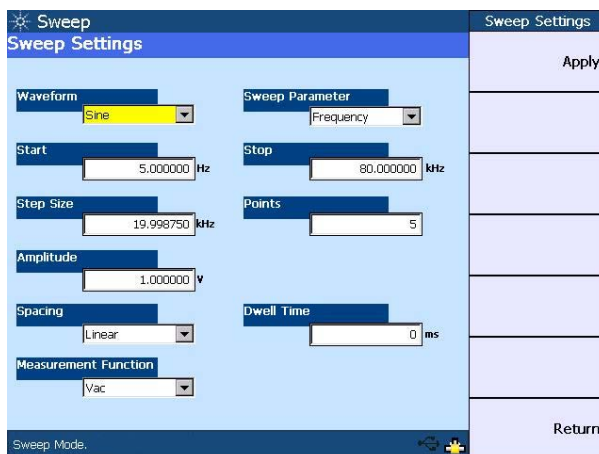 Sweep
Sweep Settings
Sweep Settings
Apply
Waveform
Sine
Sweep Parameter
Frequency
Start
5.000000 Hz
Stop
80.000000 kHz
Step Size
19.998750 kHz
Points
5
Amplitude
1.000000 V
Spacing
Linear
Dwell Time
0 ms
Measurement Function
Vac
Return
Sweep Mode.